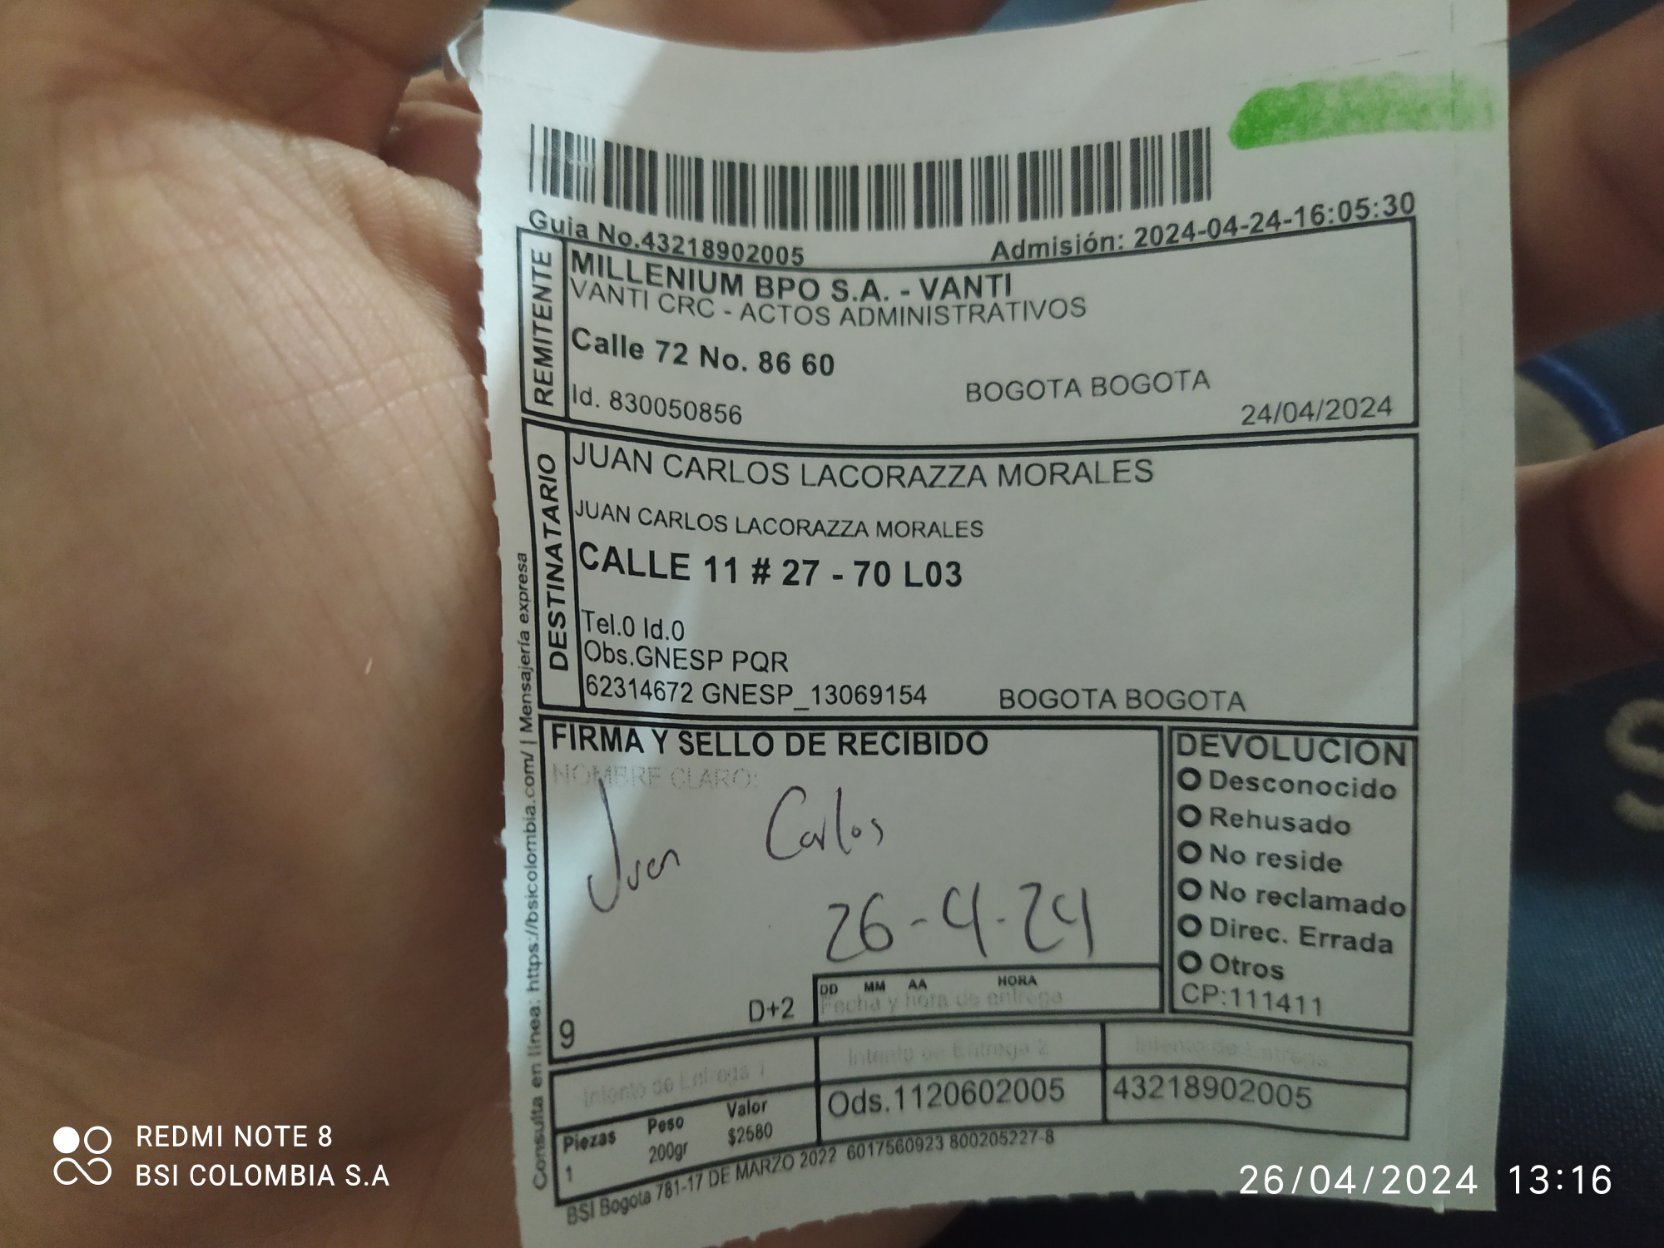 Guia No.43218902005
Admisión: 2024-04-24-16:05:30
REMITENTE
MILLENIUM BPO S.A. - VANTI
VANTI CRC - ACTOS ADMINISTRATIVOS
Calle 72 No. 86 60
BOGOTA BOGOTA
Id. 830050856
24/04/2024
DESTINATARIO
JUAN CARLOS LACORAZZA MORALES
JUAN CARLOS LACORAZZA MORALES
CALLE 11 # 27 - 70 L03
Tel.0 Id.0
Obs.GNESP PQR
62314672 GNESP_13069154
BOGOTA BOGOTA
Consulta en línea: https://bsicolombia.com/ | Mensajería expresa
FIRMA Y SELLO DE RECIBIDO
NOMBRE CLARO:
Juan Carlos
26-4-24
9
D+2
DD MM AA HORA
Fecha y hora de entrega
DEVOLUCION
Desconocido
Rehusado
No reside
No reclamado
Direc. Errada
Otros
CP:111411
Intento de Entrega 1
Intento de Entrega 2
Intento de Entrega
Piezas Peso Valor
1 200gr $2580
Ods.1120602005
43218902005
BSI Bogota 781-17 DE MARZO 2022 6017560923 800205227-8
REDMI NOTE 8
BSI COLOMBIA S.A
26/04/2024 13:16
S